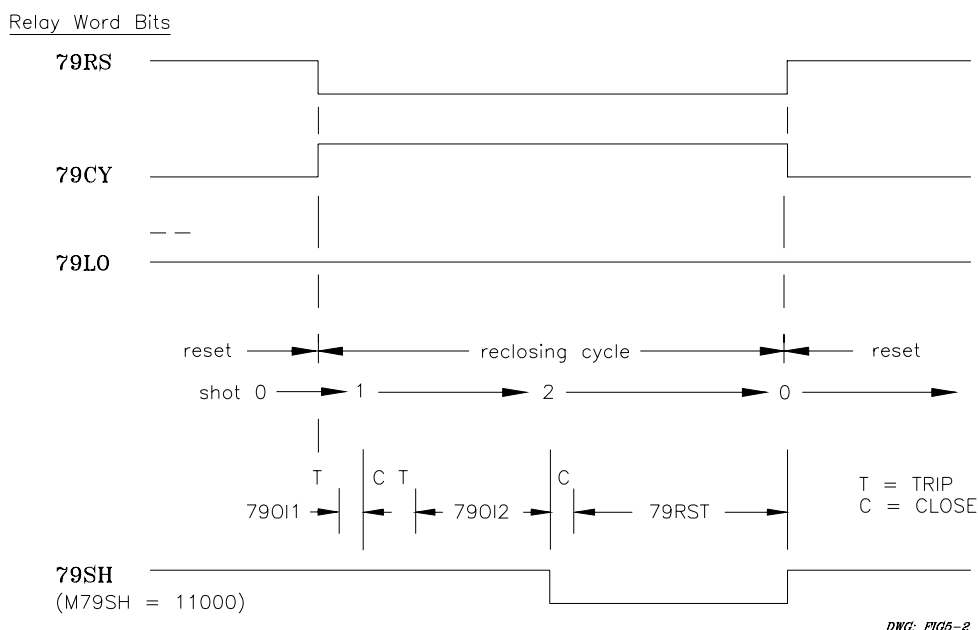 Relay Word Bits
79RS
79CY
79LO
reset reclosing cycle reset
shot 0 1 2 0
T C T C
79OI1 79OI2 79RST
T = TRIP
C = CLOSE
79SH
(M79SH = 11000)
DWG: FIG5-2